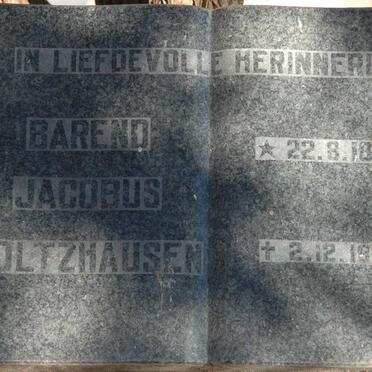 IN LIEFDEVOLLE HERINNERI
BAREND
JACOBUS
OLTZHAUSEN
★ 22.8.18
✝ 2.12.19